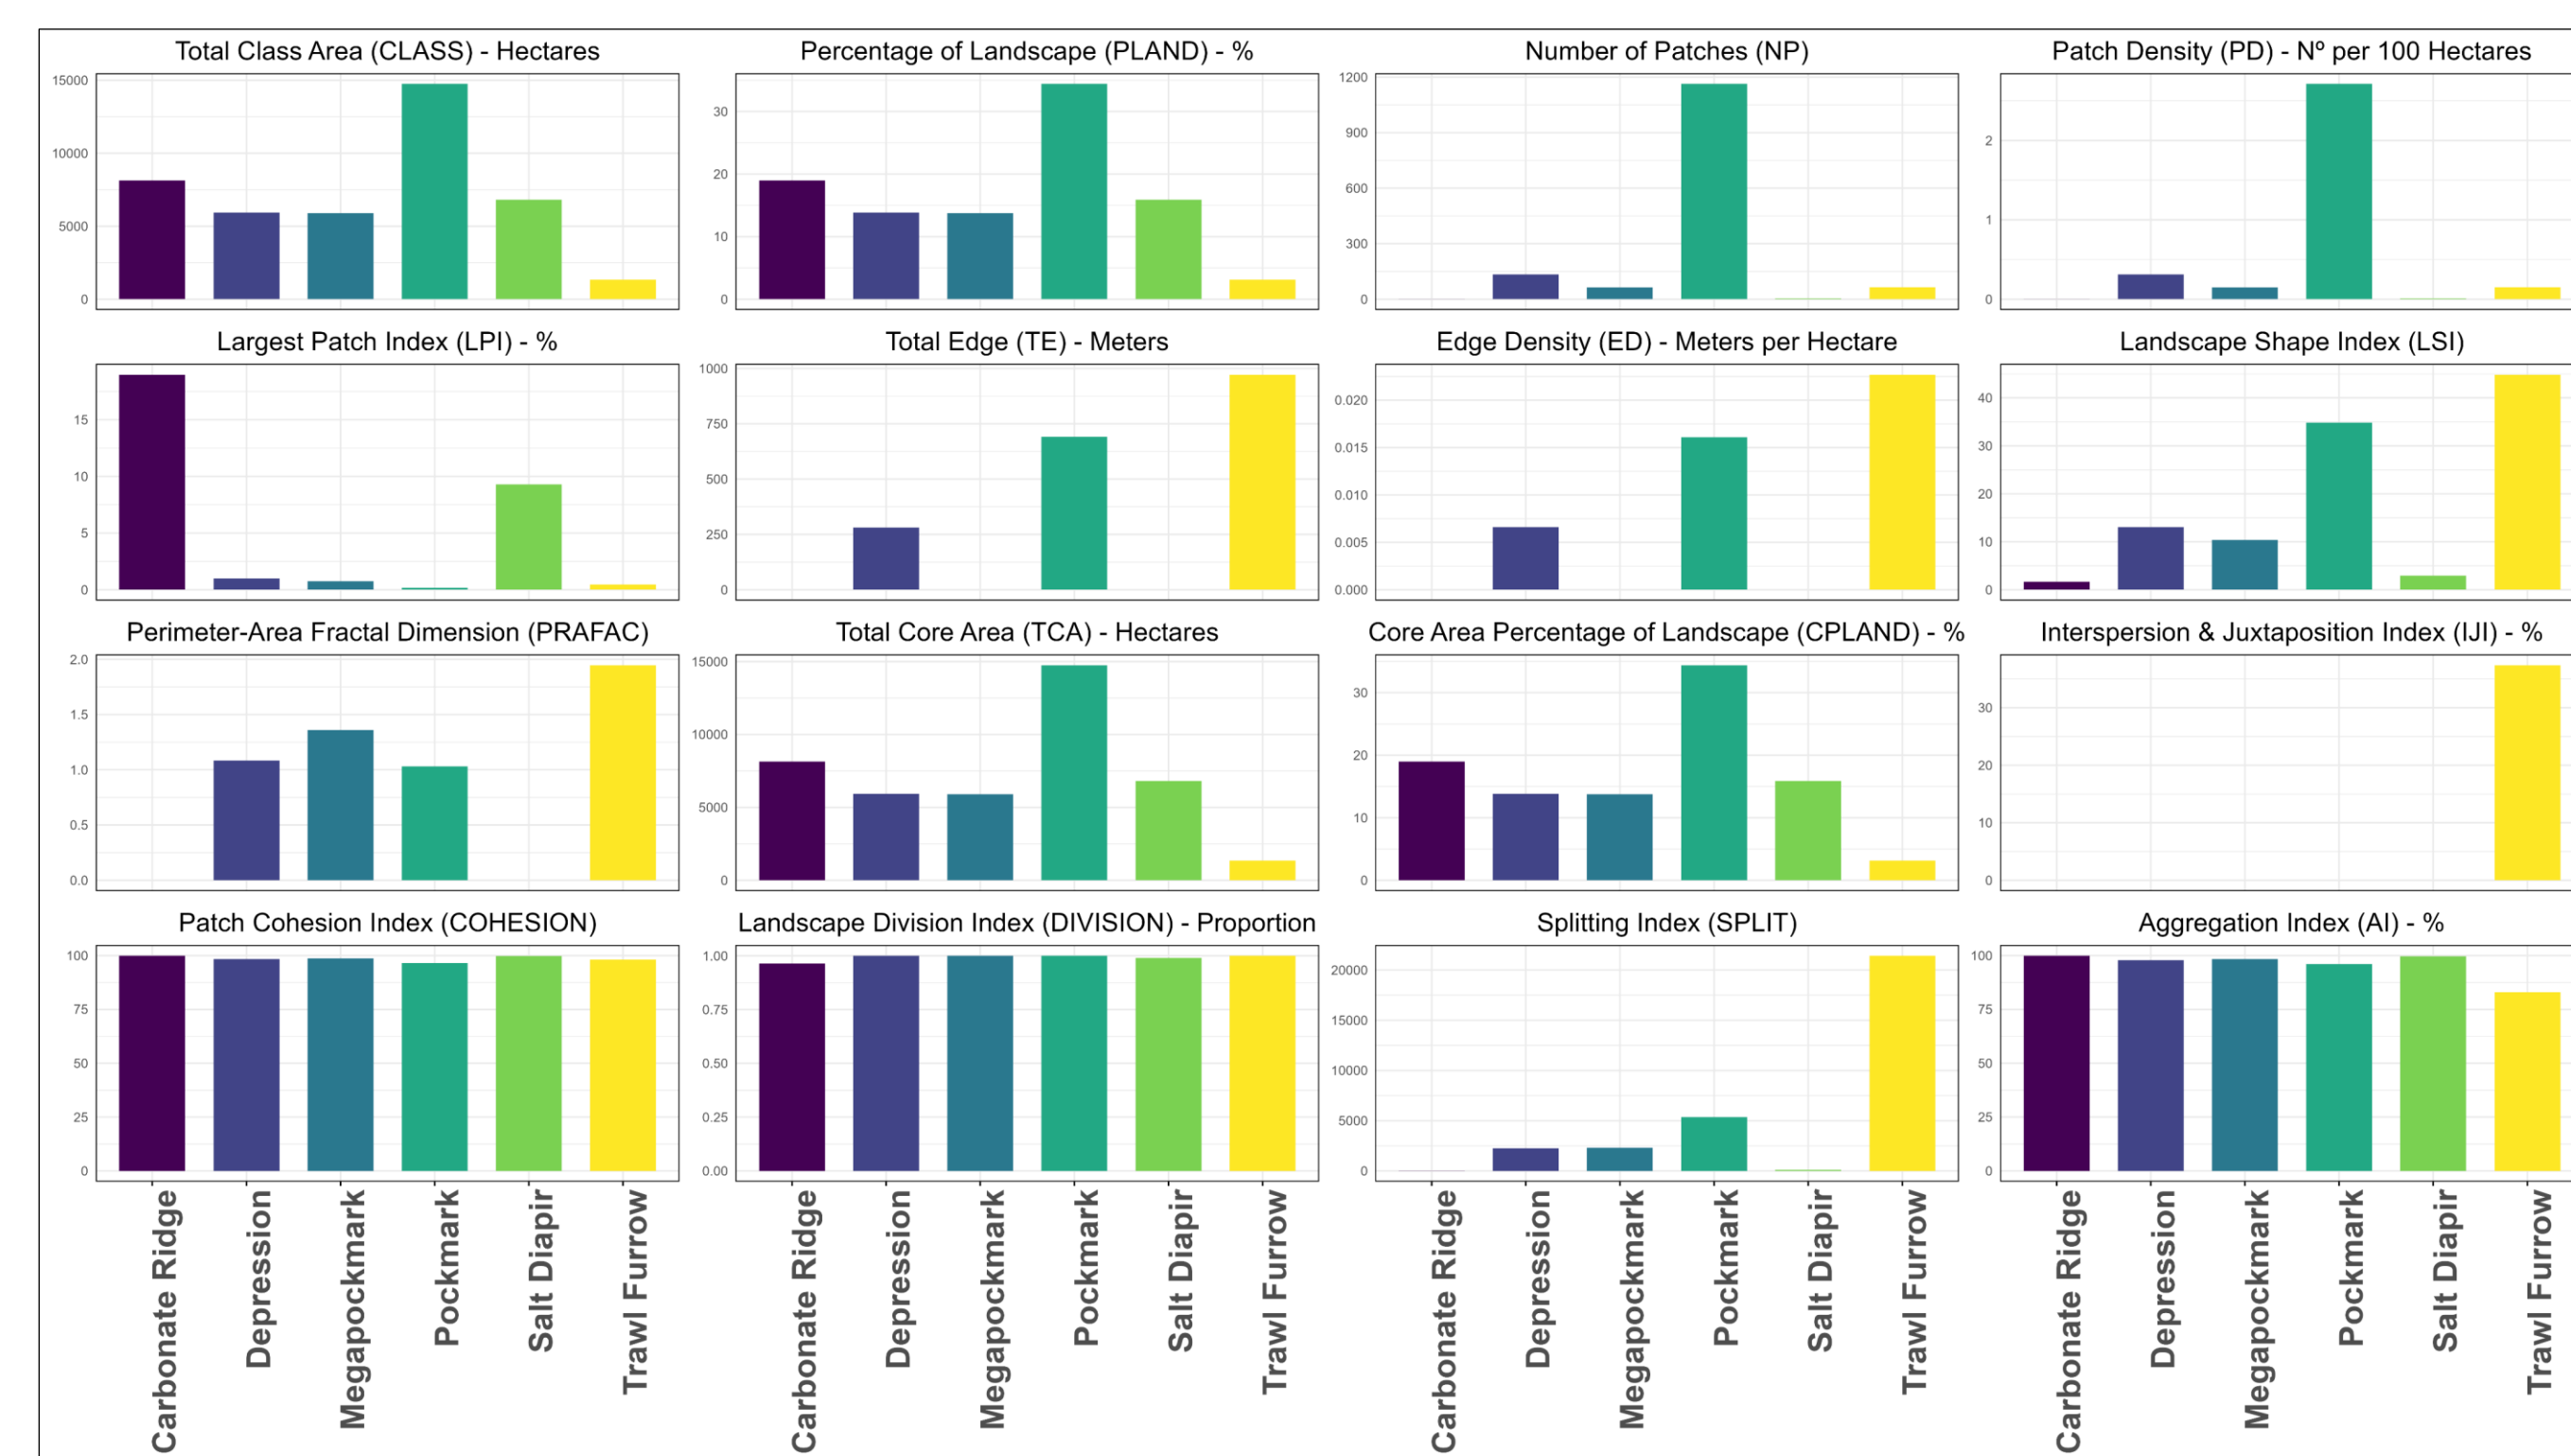 Total Class Area (CLASS) - Hectares
15000
10000
5000
0
Percentage of Landscape (PLAND) - %
30
20
10
0
Number of Patches (NP)
1200
900
600
300
0
Patch Density (PD) - Nº per 100 Hectares
2
1
0
Largest Patch Index (LPI) - %
15
10
5
0
Total Edge (TE) - Meters
1000
750
500
250
0
Edge Density (ED) - Meters per Hectare
0.020
0.015
0.010
0.005
0.000
Landscape Shape Index (LSI)
40
30
20
10
0
Perimeter-Area Fractal Dimension (PRAFAC)
2.0
1.5
1.0
0.5
0.0
Total Core Area (TCA) - Hectares
15000
10000
5000
0
Core Area Percentage of Landscape (CPLAND) - %
30
20
10
0
Interspersion & Juxtaposition Index (IJI) - %
30
20
10
0
Patch Cohesion Index (COHESION)
100
75
50
25
0
Landscape Division Index (DIVISION) - Proportion
1.00
0.75
0.50
0.25
0.00
Splitting Index (SPLIT)
20000
15000
10000
5000
0
Aggregation Index (AI) - %
100
75
50
25
0
Carbonate Ridge
Depression
Megapockmark
Pockmark
Salt Diapir
Trawl Furrow
Carbonate Ridge
Depression
Megapockmark
Pockmark
Salt Diapir
Trawl Furrow
Carbonate Ridge
Depression
Megapockmark
Pockmark
Salt Diapir
Trawl Furrow
Carbonate Ridge
Depression
Megapockmark
Pockmark
Salt Diapir
Trawl Furrow